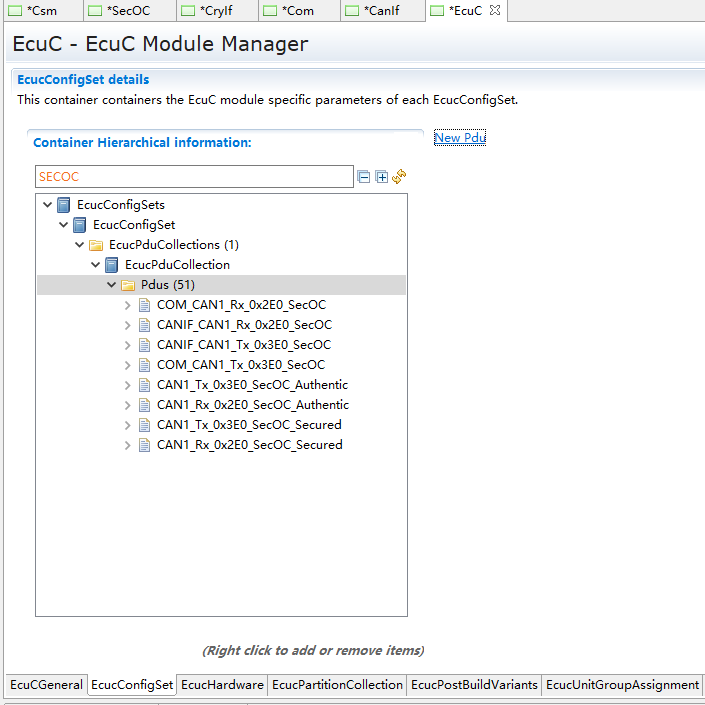 *Csm *SecOC *CryIf *Com *CanIf *EcuC
EcuC - EcuC Module Manager
EcucConfigSet details
This container containers the EcuC module specific parameters of each EcucConfigSet.
Container Hierarchical information:
New Pdu
SECOC
EcucConfigSets
EcucConfigSet
EcucPduCollections (1)
EcucPduCollection
Pdus (51)
COM_CAN1_Rx_0x2E0_SecOC
CANIF_CAN1_Rx_0x2E0_SecOC
CANIF_CAN1_Tx_0x3E0_SecOC
COM_CAN1_Tx_0x3E0_SecOC
CAN1_Tx_0x3E0_SecOC_Authentic
CAN1_Rx_0x2E0_SecOC_Authentic
CAN1_Tx_0x3E0_SecOC_Secured
CAN1_Rx_0x2E0_SecOC_Secured
(Right click to add or remove items)
EcuCGeneral EcucConfigSet EcucHardware EcucPartitionCollection EcucPostBuildVariants EcucUnitGroupAssignment